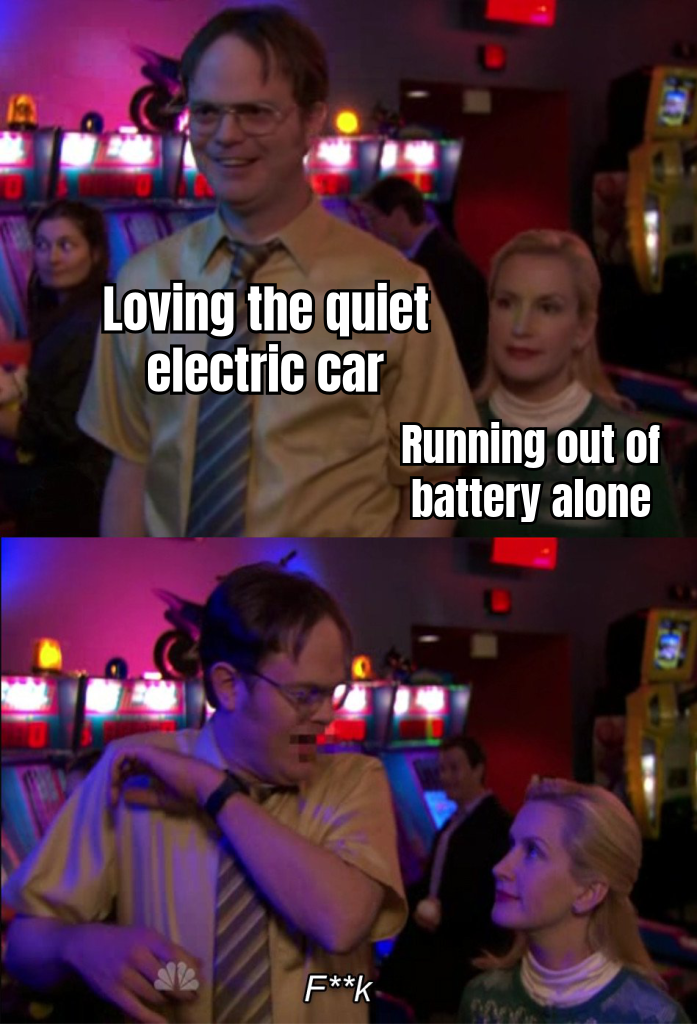 Loving the quiet
electric car
Running out of
battery alone
F**k